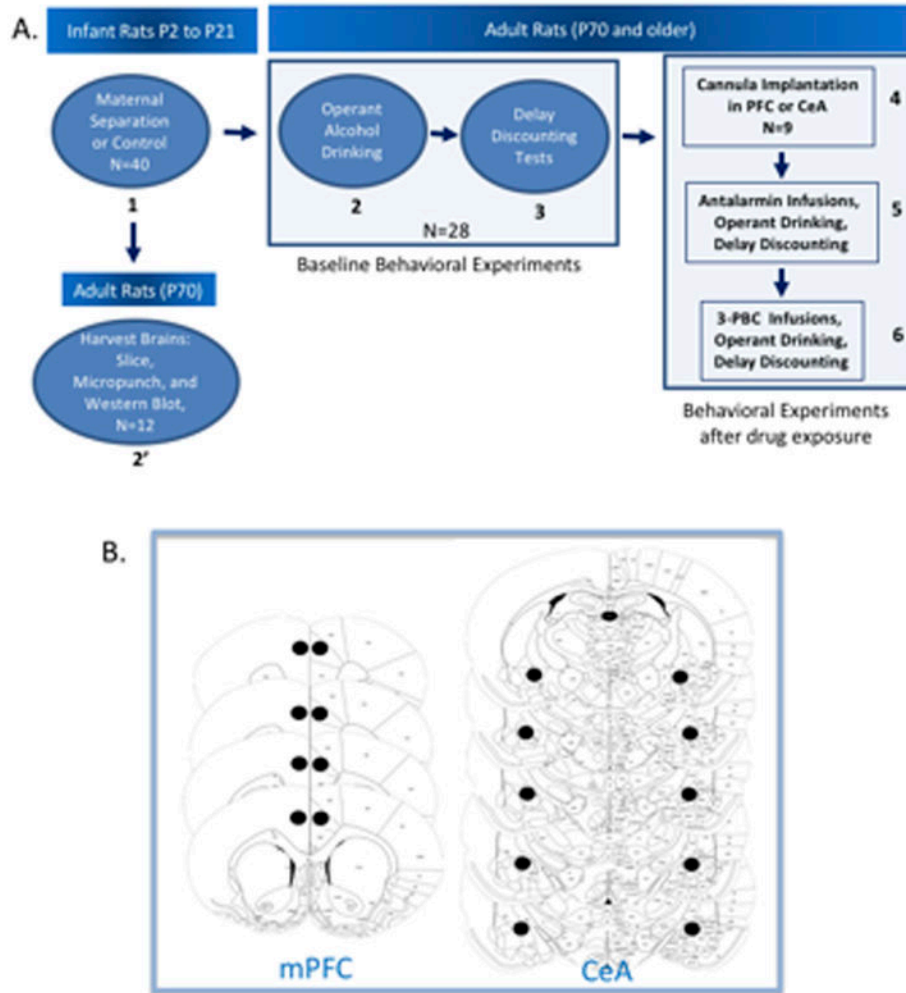 A.
Infant Rats P2 to P21
Adult Rats (P70 and older)
Maternal
Separation
or Control
N=40
1
Operant
Alcohol
Drinking
2
Delay
Discounting
Tests
3
N=28
Baseline Behavioral Experiments
Cannula Implantation
in PFC or CeA
N=9
4
Antalarmin Infusions,
Operant Drinking,
Delay Discounting
5
3-PBC Infusions,
Operant Drinking,
Delay Discounting
6
Behavioral Experiments
after drug exposure
Adult Rats (P70)
Harvest Brains:
Slice,
Micropunch, and
Western Blot,
N=12
2'
B.
mPFC
CeA